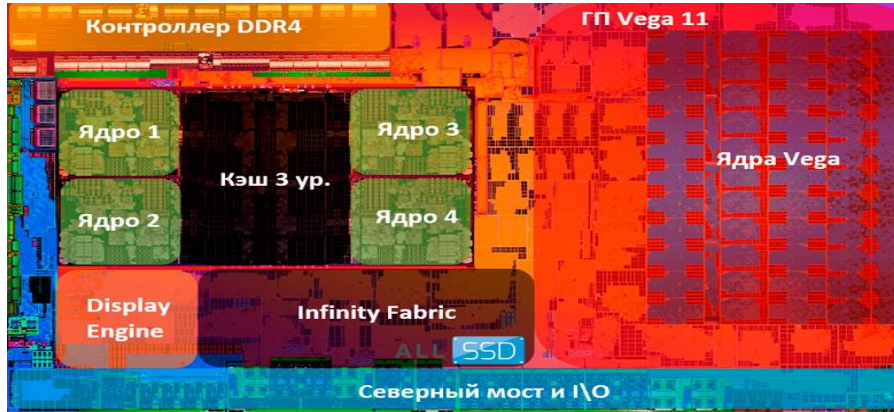 Контроллер DDR4
ГП Vega 11
Ядро 1
Ядро 3
Кэш 3 ур.
Ядра Vega
Ядро 2
Ядро 4
Display
Engine
Infinity Fabric
ALL SSD
Северный мост и I\O